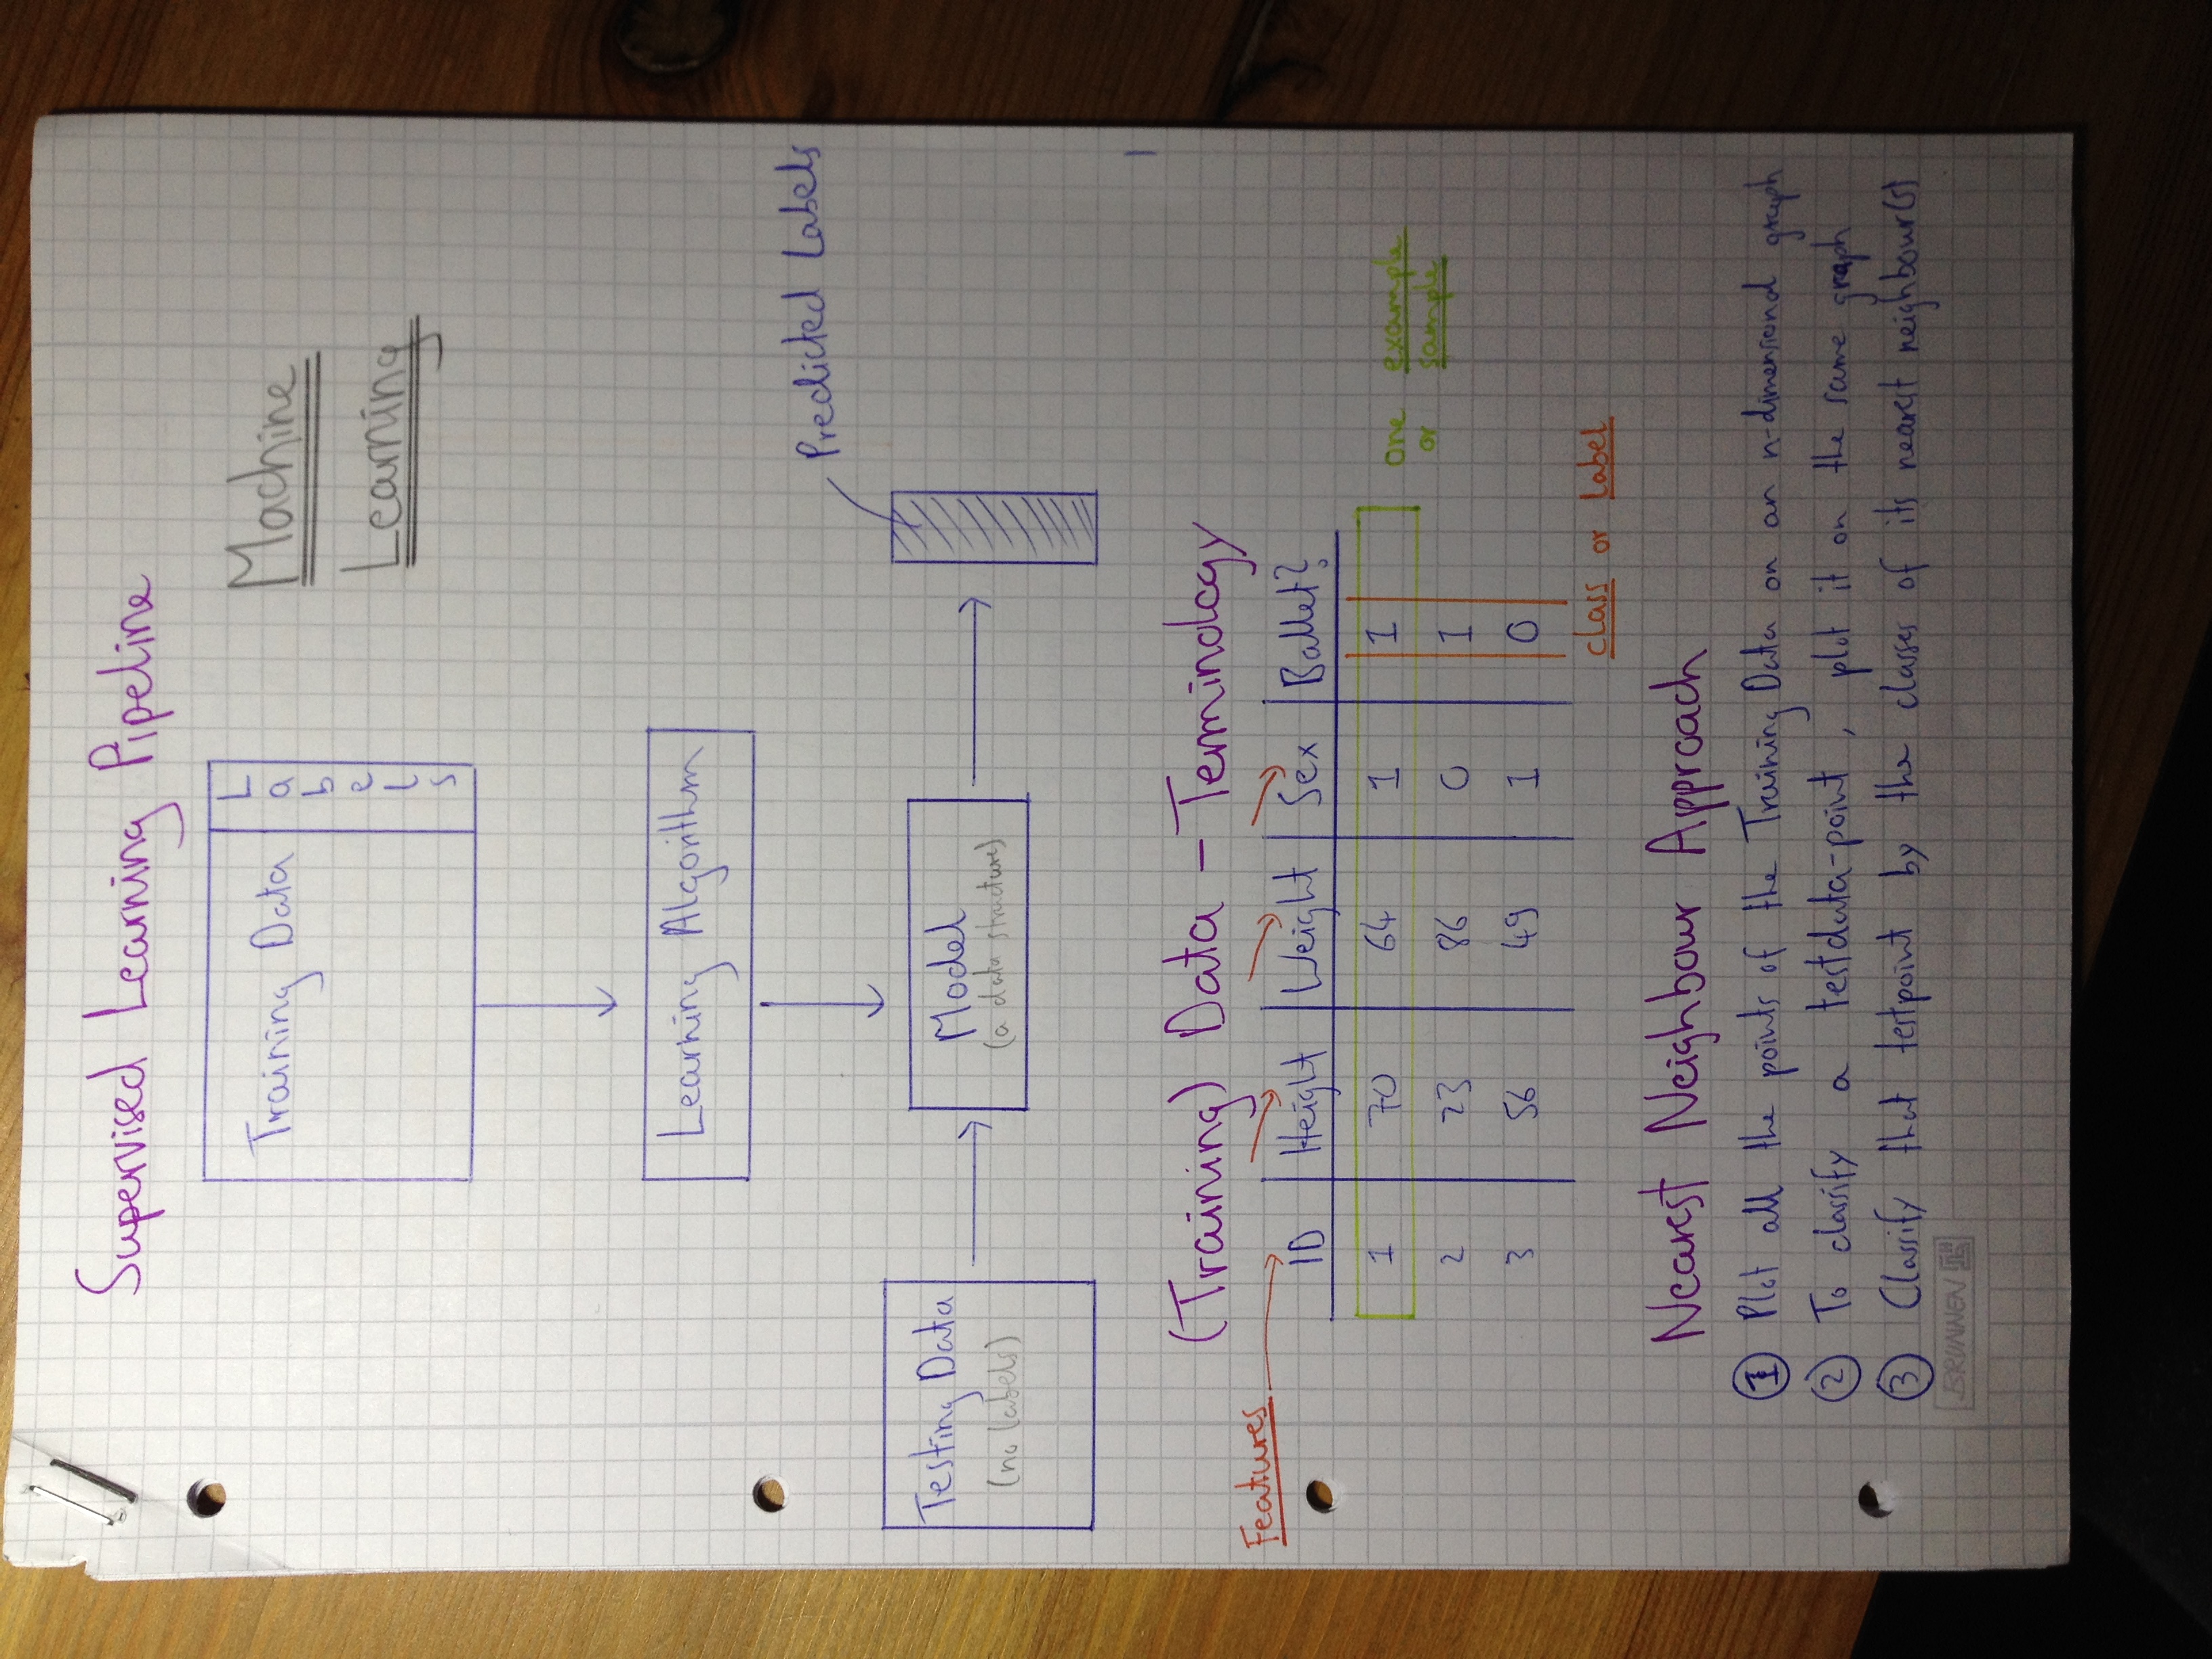 Supervised Learning Pipeline
Machine
Learning
Training Data
Labels
Learning Algorithm
Predicted Labels
Testing Data
(no labels)
Model
(a data structure)
(Training) Data – Terminology
Features
ID Height Weight Sex Ballet?
1 70 64 1 1
2 23 86 0 1
3 56 49 1 0
one example
or sample
class or label
Nearest Neighbour Approach
1 Plot all the points of the Training Data on an n-dimensional graph
2 To classify a testdata-point, plot it on the same graph
3 Classify that testpoint by the classes of its nearest neighbour(s)
BRUNNEN